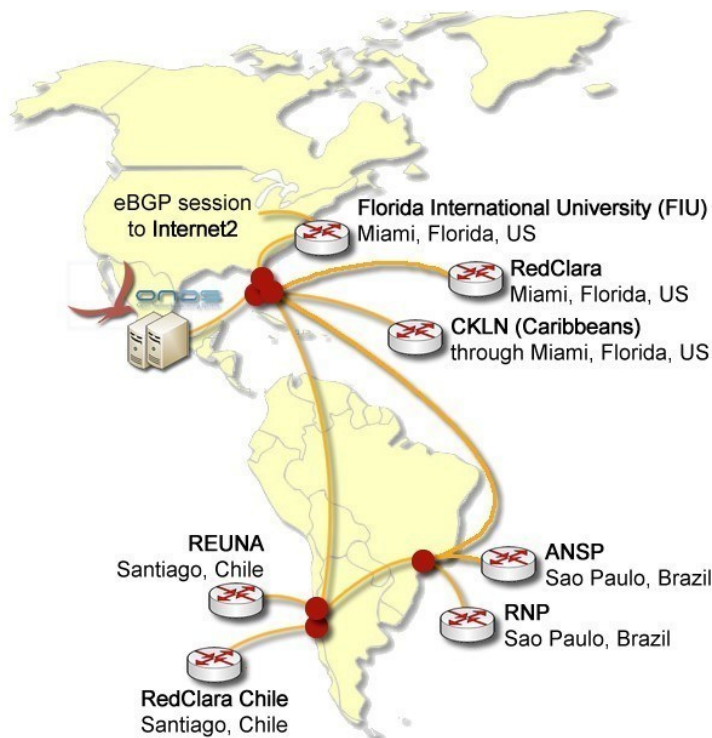 eBGP session
to Internet2
Florida International University (FIU)
Miami, Florida, US
RedClara
Miami, Florida, US
onos
CKLN (Caribbeans)
through Miami, Florida, US
REUNA
Santiago, Chile
ANSP
Sao Paulo, Brazil
RNP
Sao Paulo, Brazil
RedClara Chile
Santiago, Chile